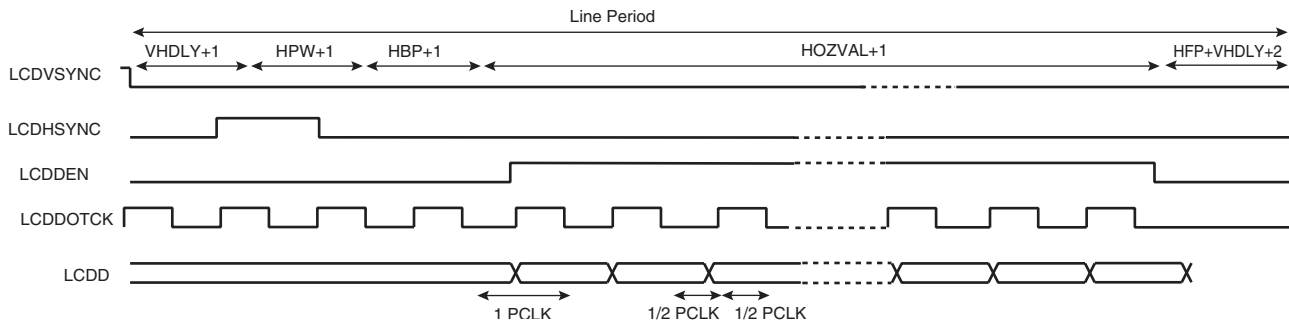 Line Period
VHDLY+1 HPW+1 HBP+1 HOZVAL+1 HFP+VHDLY+2
LCDVSYNC
LCDHSYNC
LCDDEN
LCDDOTCK
LCDD
1 PCLK 1/2 PCLK 1/2 PCLK